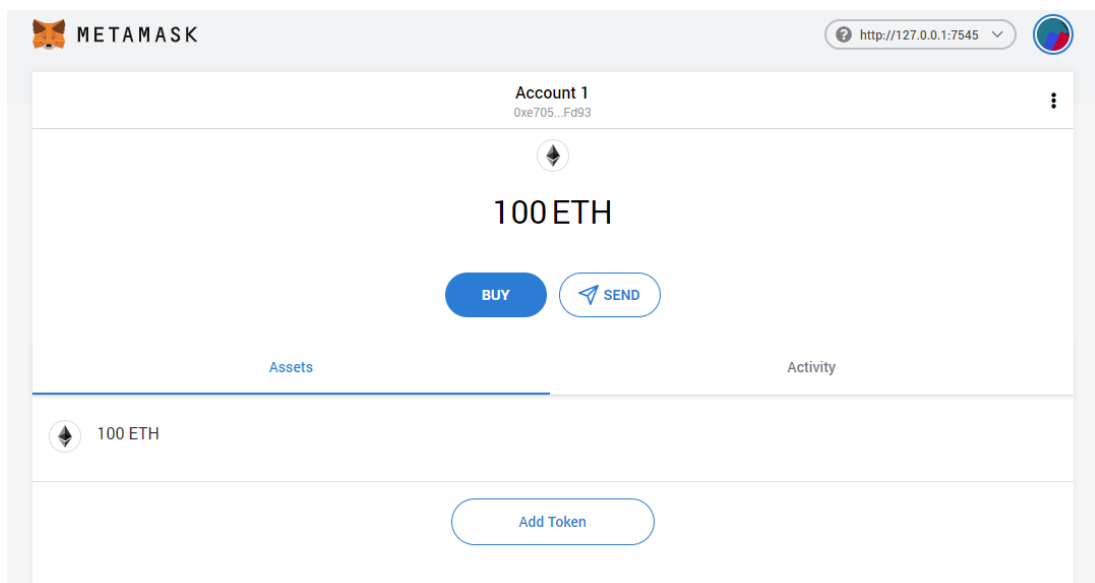 METAMASK
http://127.0.0.1:7545
Account 1
0xe705...Fd93
100 ETH
BUY
SEND
Assets
Activity
100 ETH
Add Token